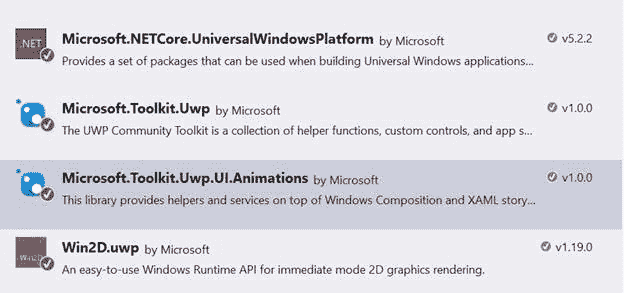 .NET
Microsoft.NETCore.UniversalWindowsPlatform by Microsoft
v5.2.2
Provides a set of packages that can be used when building Universal Windows applications...
Microsoft.Toolkit.Uwp by Microsoft
v1.0.0
The UWP Community Toolkit is a collection of helper functions, custom controls, and app s...
Microsoft.Toolkit.Uwp.UI.Animations by Microsoft
v1.0.0
This library provides helpers and services on top of Windows Composition and XAML story...
Win2D
Win2D.uwp by Microsoft
v1.19.0
An easy-to-use Windows Runtime API for immediate mode 2D graphics rendering.